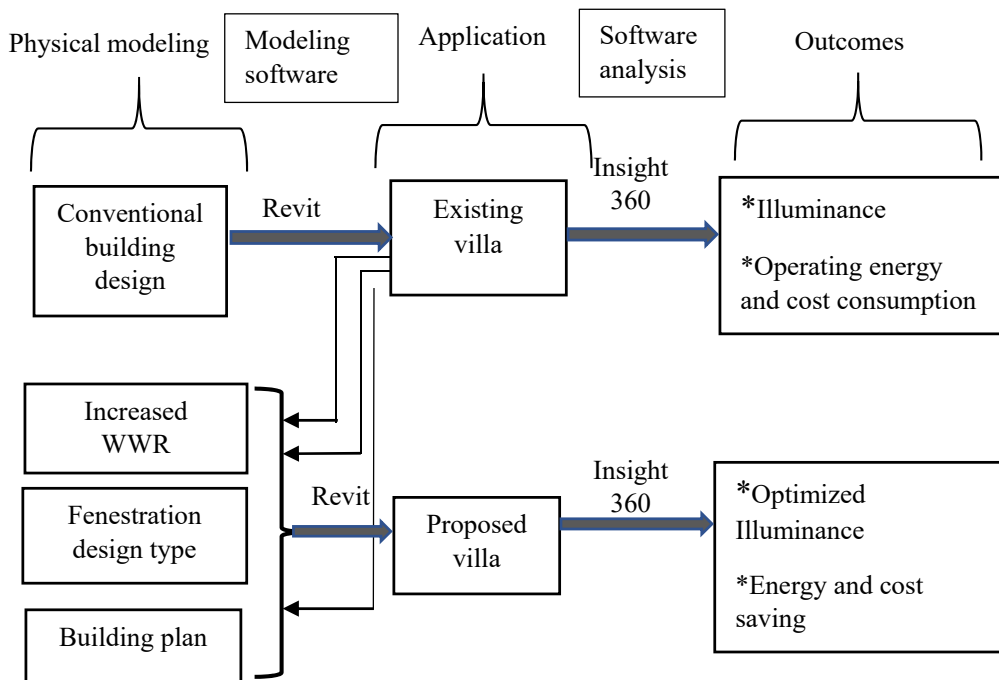 Physical modeling
Modeling
software
Application
Software
analysis
Outcomes
Conventional
building
design
Revit
Existing
villa
Insight
360
*Illuminance
*Operating energy
and cost consumption
Increased
WWR
Fenestration
design type
Building plan
Revit
Proposed
villa
Insight
360
*Optimized
Illuminance
*Energy and cost
saving